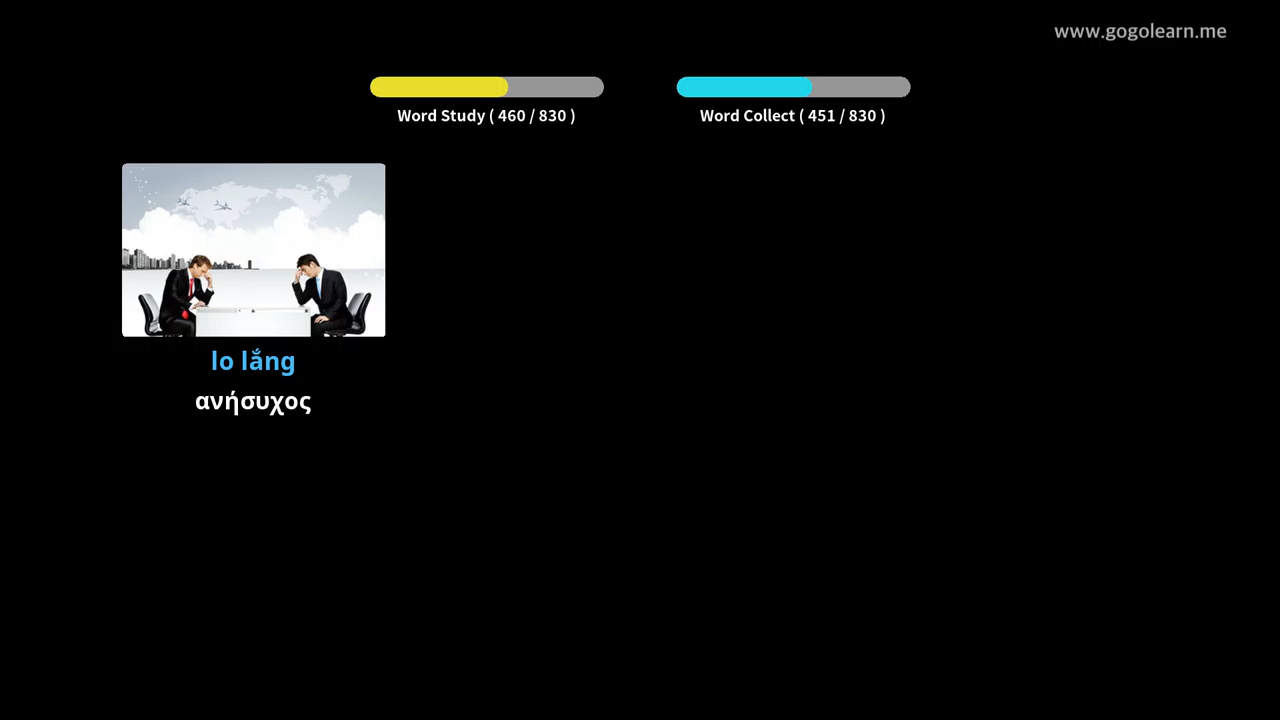 www.gogolearn.me
Word Study ( 460 / 830 )
Word Collect ( 451 / 830 )
lo lắng
ανήσυχος